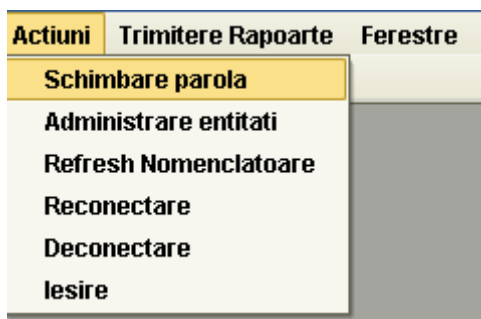 Actiuni Trimitere Rapoarte Ferestre
Schimbare parola
Administrare entitati
Refresh Nomenclatoare
Reconectare
Deconectare
Iesire